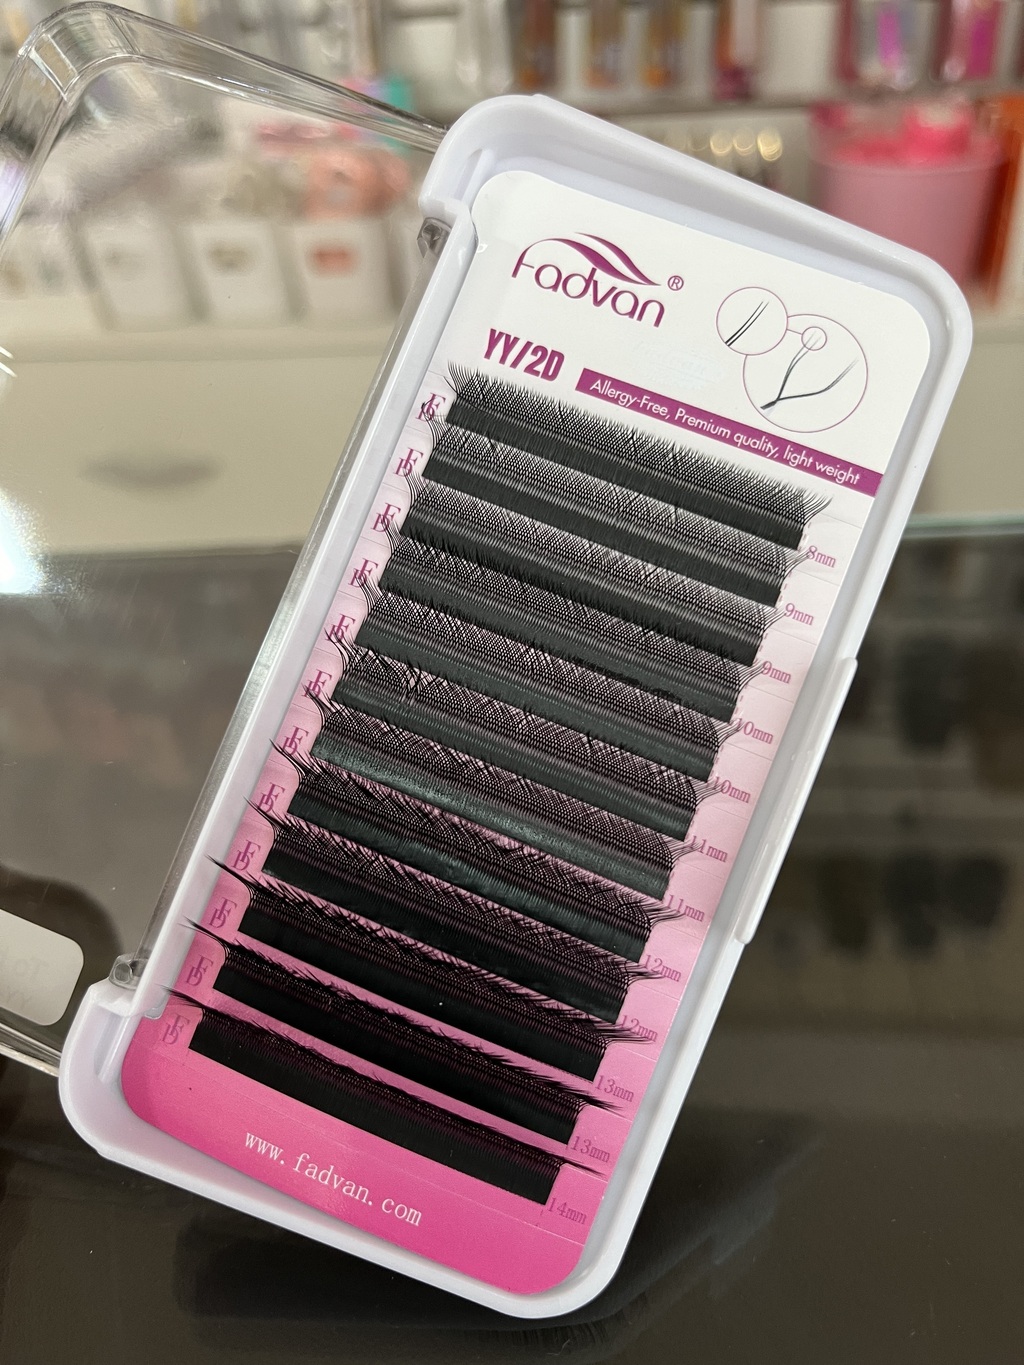 Fadvan®
YY/2D
Allergy-Free, Premium quality, light weight
8mm
9mm
9mm
10mm
10mm
11mm
11mm
12mm
12mm
13mm
13mm
14mm
www.fadvan.com